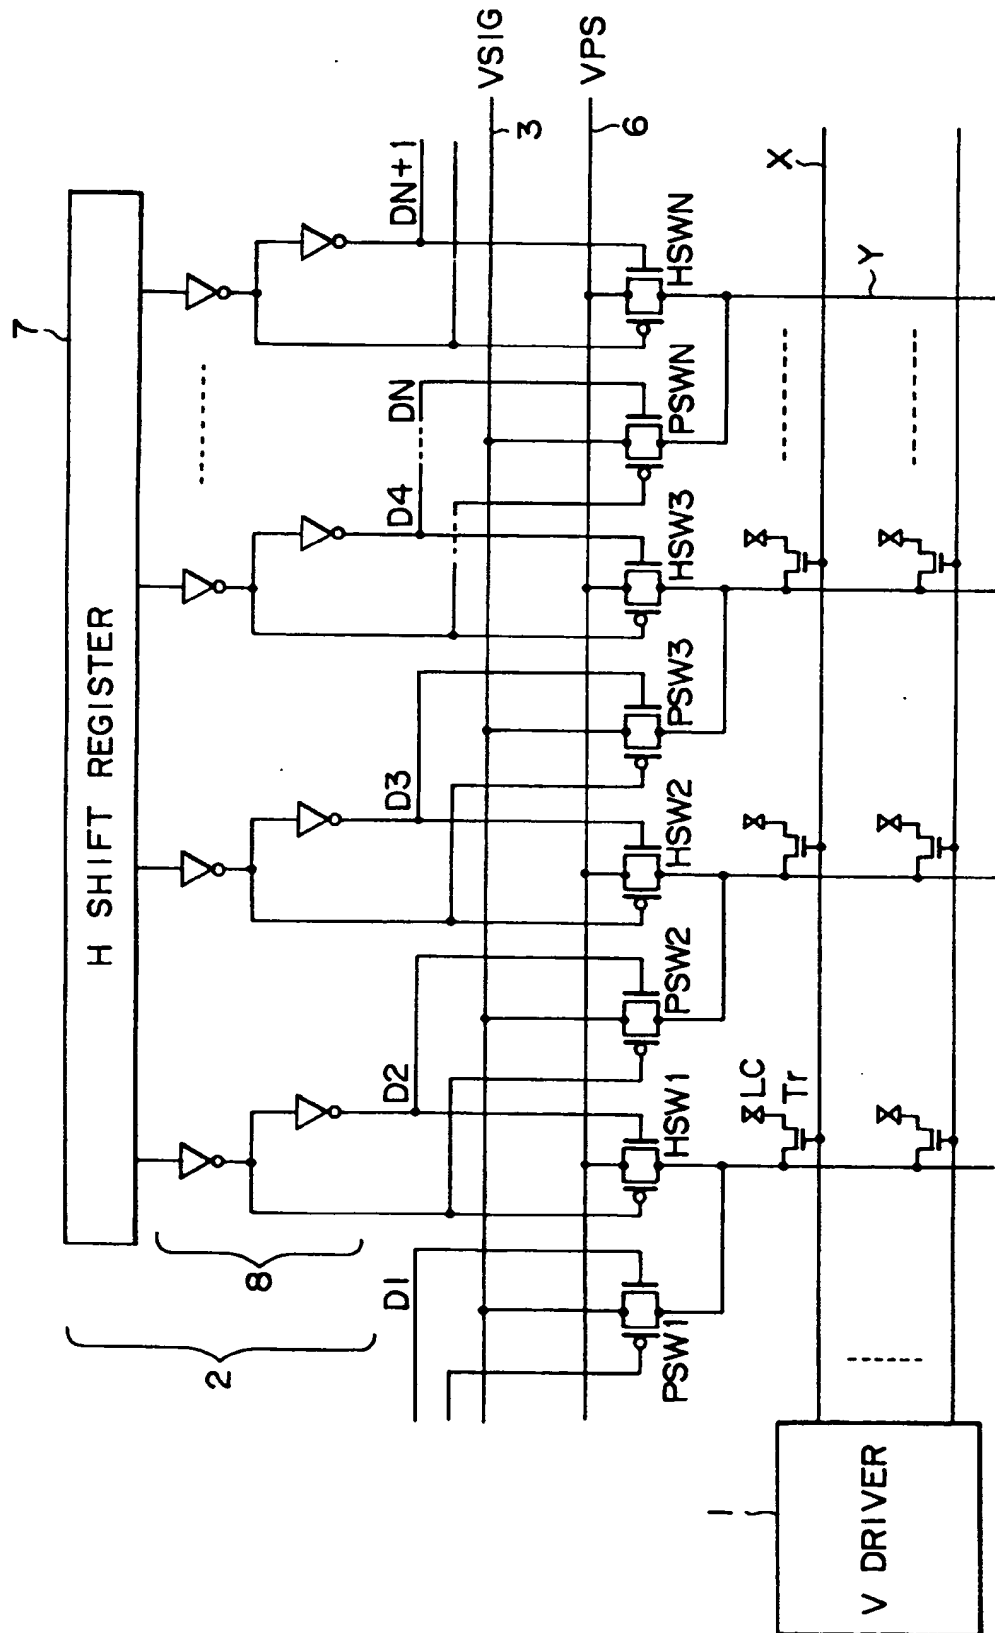 7
H SHIFT REGISTER
8
2
D1
D2
D3
D4
DN
DN+1
VSIG
3
VPS
6
PSW1
HSW1
PSW2
HSW2
PSW3
HSW3
PSWN
HSWN
LC
Tr
X
Y
1
V DRIVER